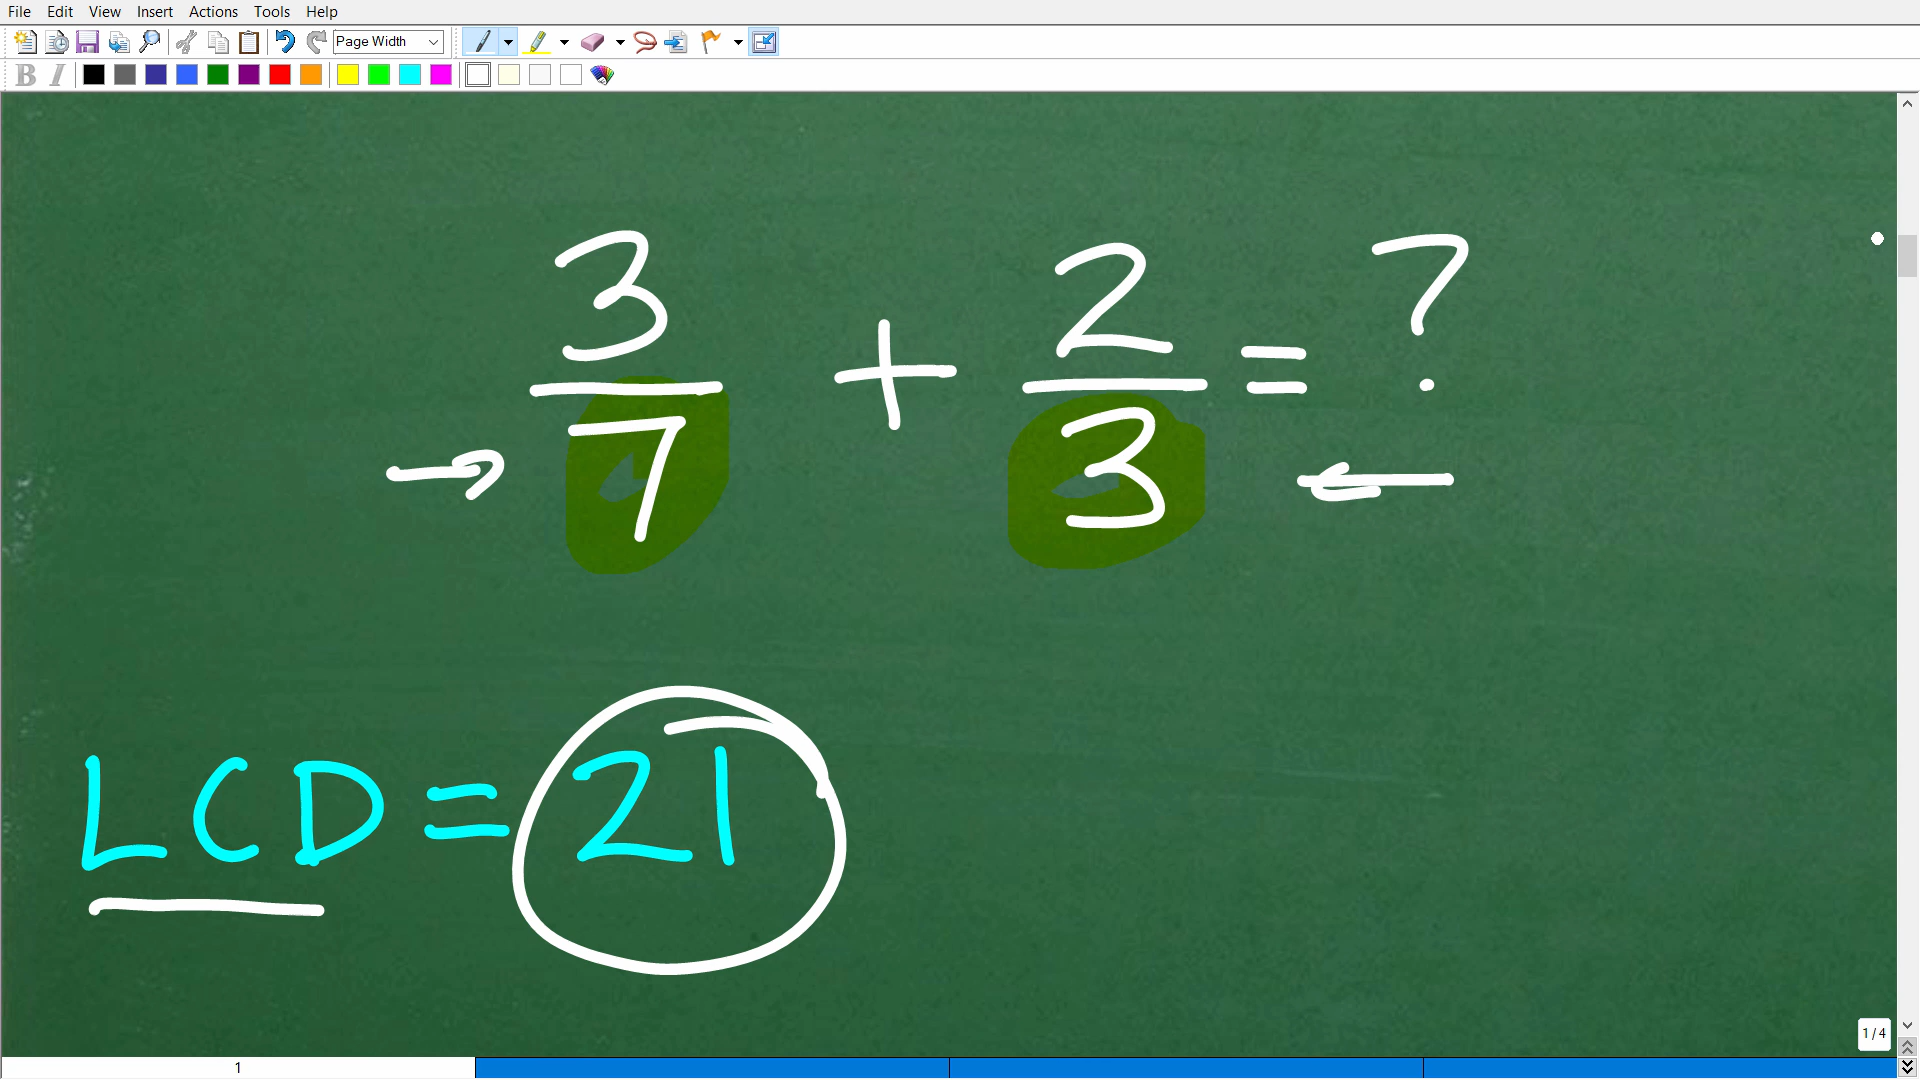 File Edit View Insert Actions Tools Help
Page Width
B I
3/7 + 2/3 = ?
LCD = 21
1 / 4
1